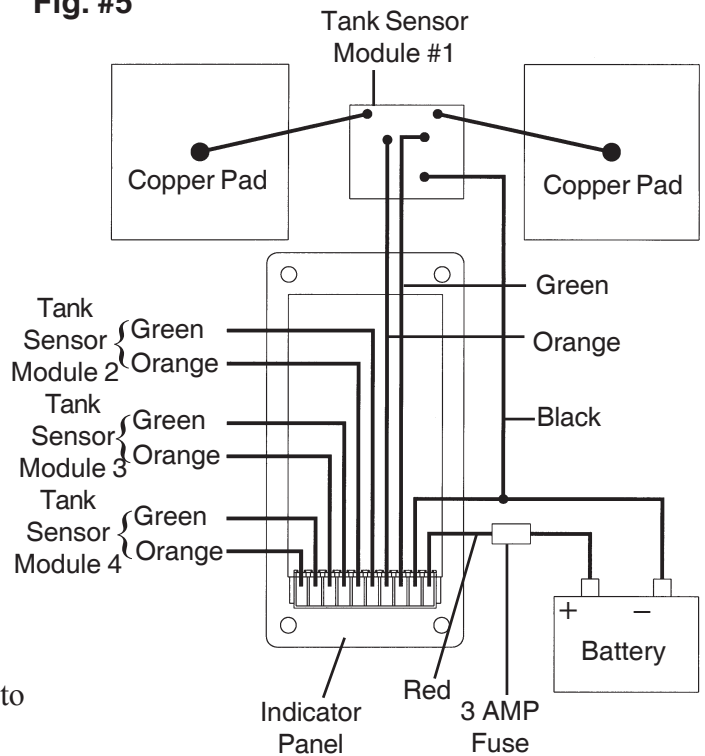 Fig. #5
Tank Sensor
Module #1
Copper Pad
Copper Pad
Green
Orange
Black
Tank
Sensor
Module 2
Green
Orange
Tank
Sensor
Module 3
Green
Orange
Tank
Sensor
Module 4
Green
Orange
+
−
Battery
Red
3 AMP
Fuse
Indicator
Panel
to